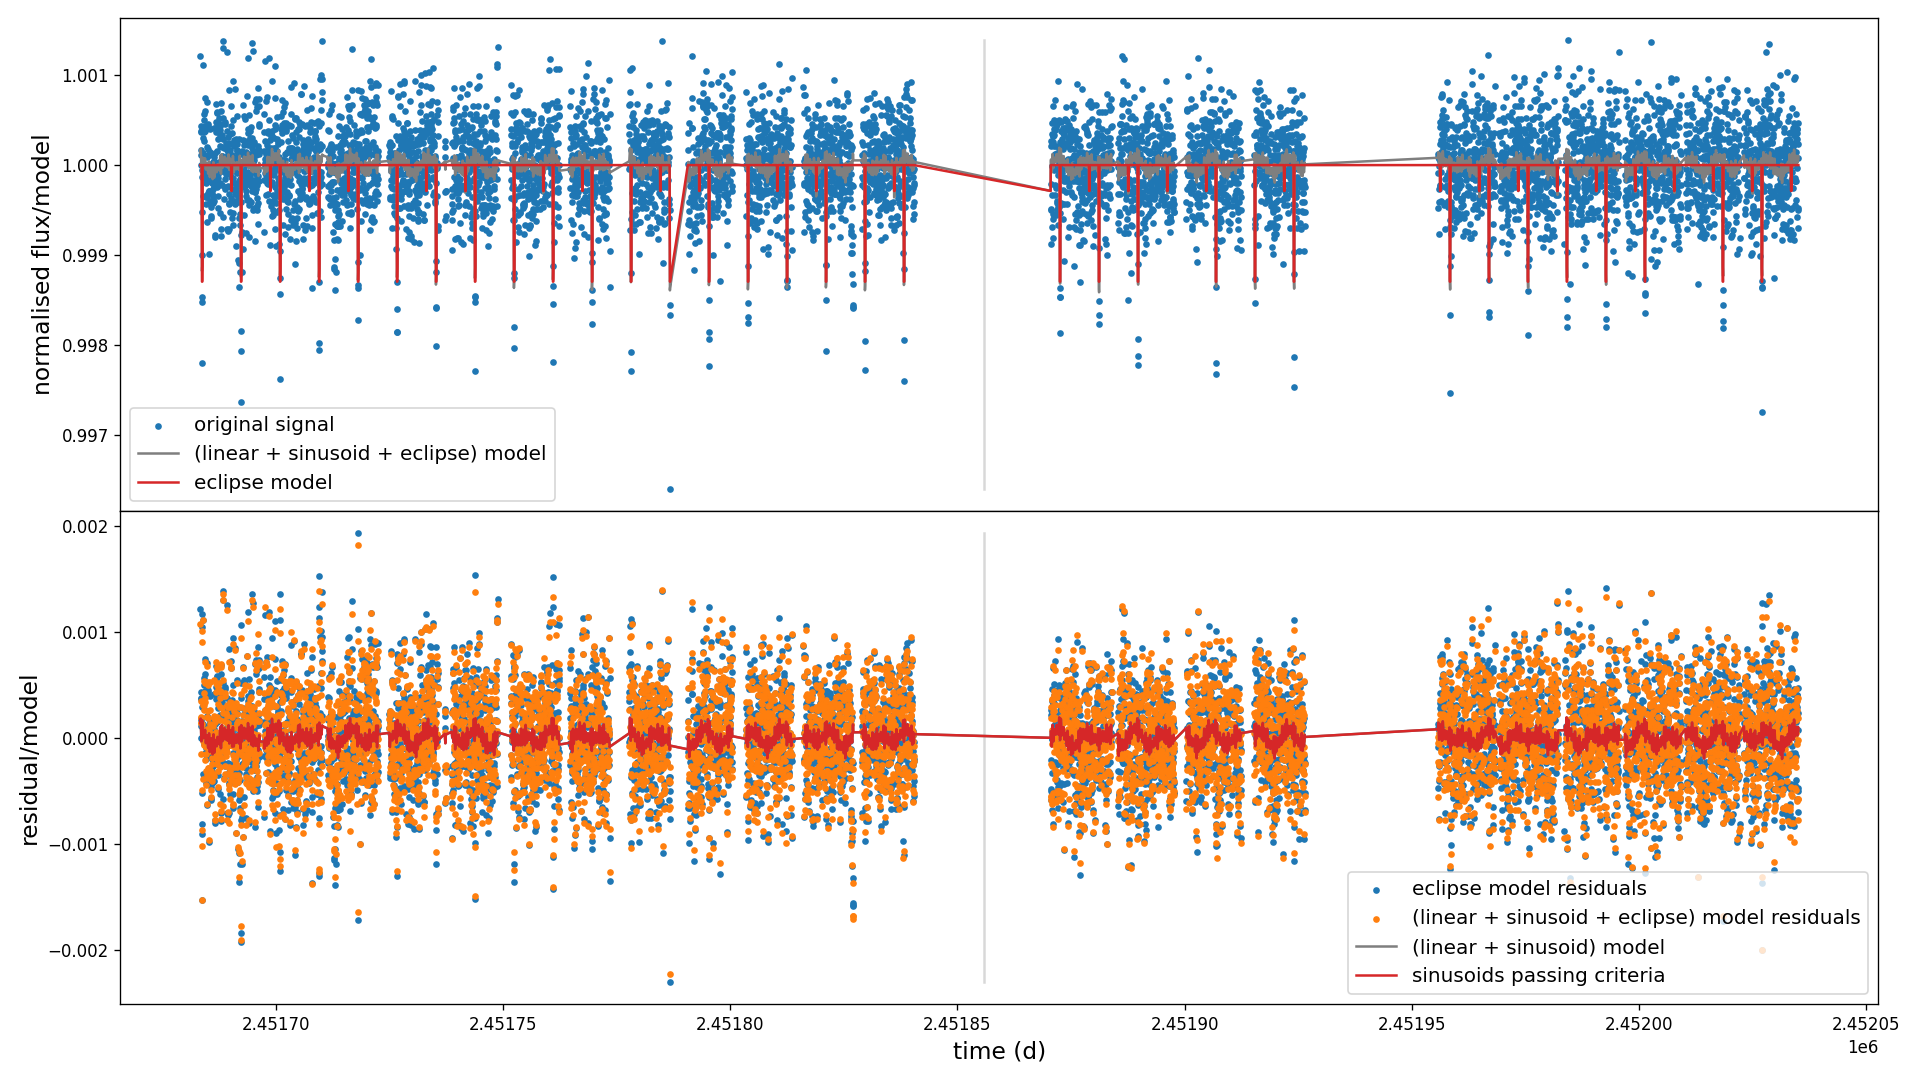 1.001
1.000
0.999
0.998
0.997
normalised flux/model
original signal
(linear + sinusoid + eclipse) model
eclipse model
0.002
0.001
0.000
−0.001
−0.002
residual/model
eclipse model residuals
(linear + sinusoid + eclipse) model residuals
(linear + sinusoid) model
sinusoids passing criteria
2.45170 2.45175 2.45180 2.45185 2.45190 2.45195 2.45200 2.45205
1e6
time (d)